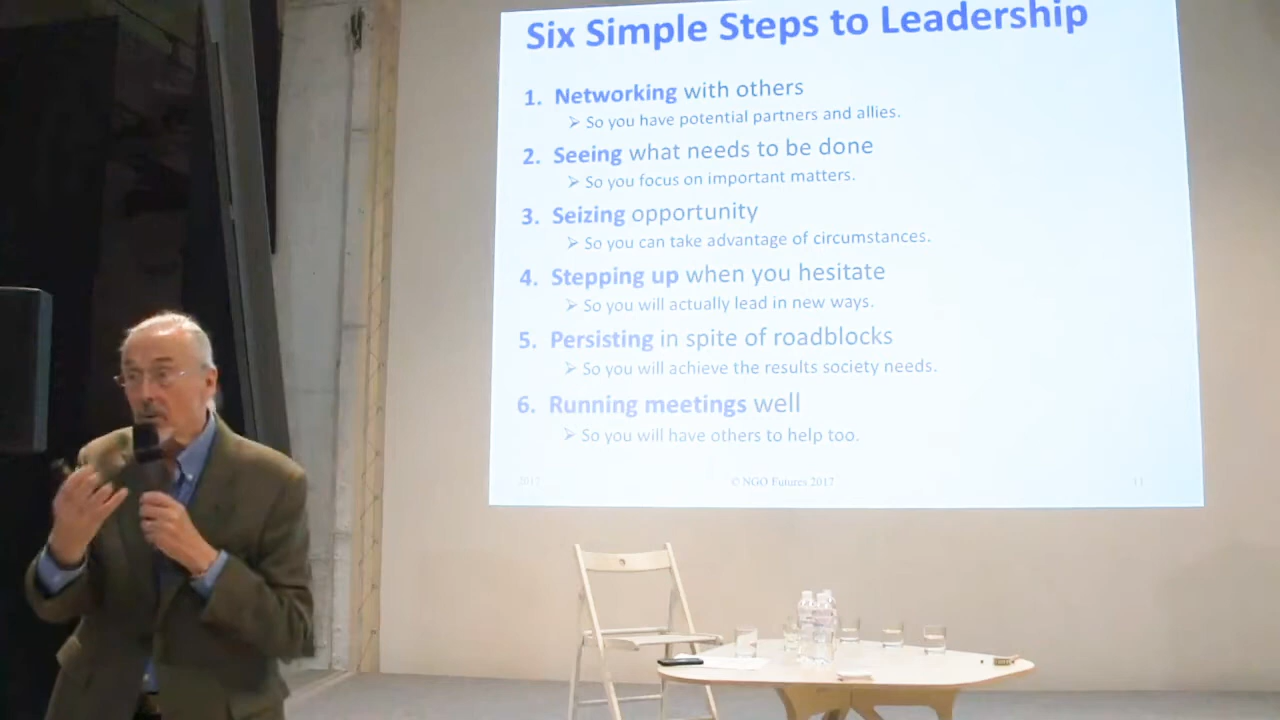 Six Simple Steps to Leadership
1. Networking with others
➢ So you have potential partners and allies.
2. Seeing what needs to be done
➢ So you focus on important matters.
3. Seizing opportunity
➢ So you can take advantage of circumstances.
4. Stepping up when you hesitate
➢ So you will actually lead in new ways.
5. Persisting in spite of roadblocks
➢ So you will achieve the results society needs.
6. Running meetings well
➢ So you will have others to help too.
2017 © NGO Futures 2017 11